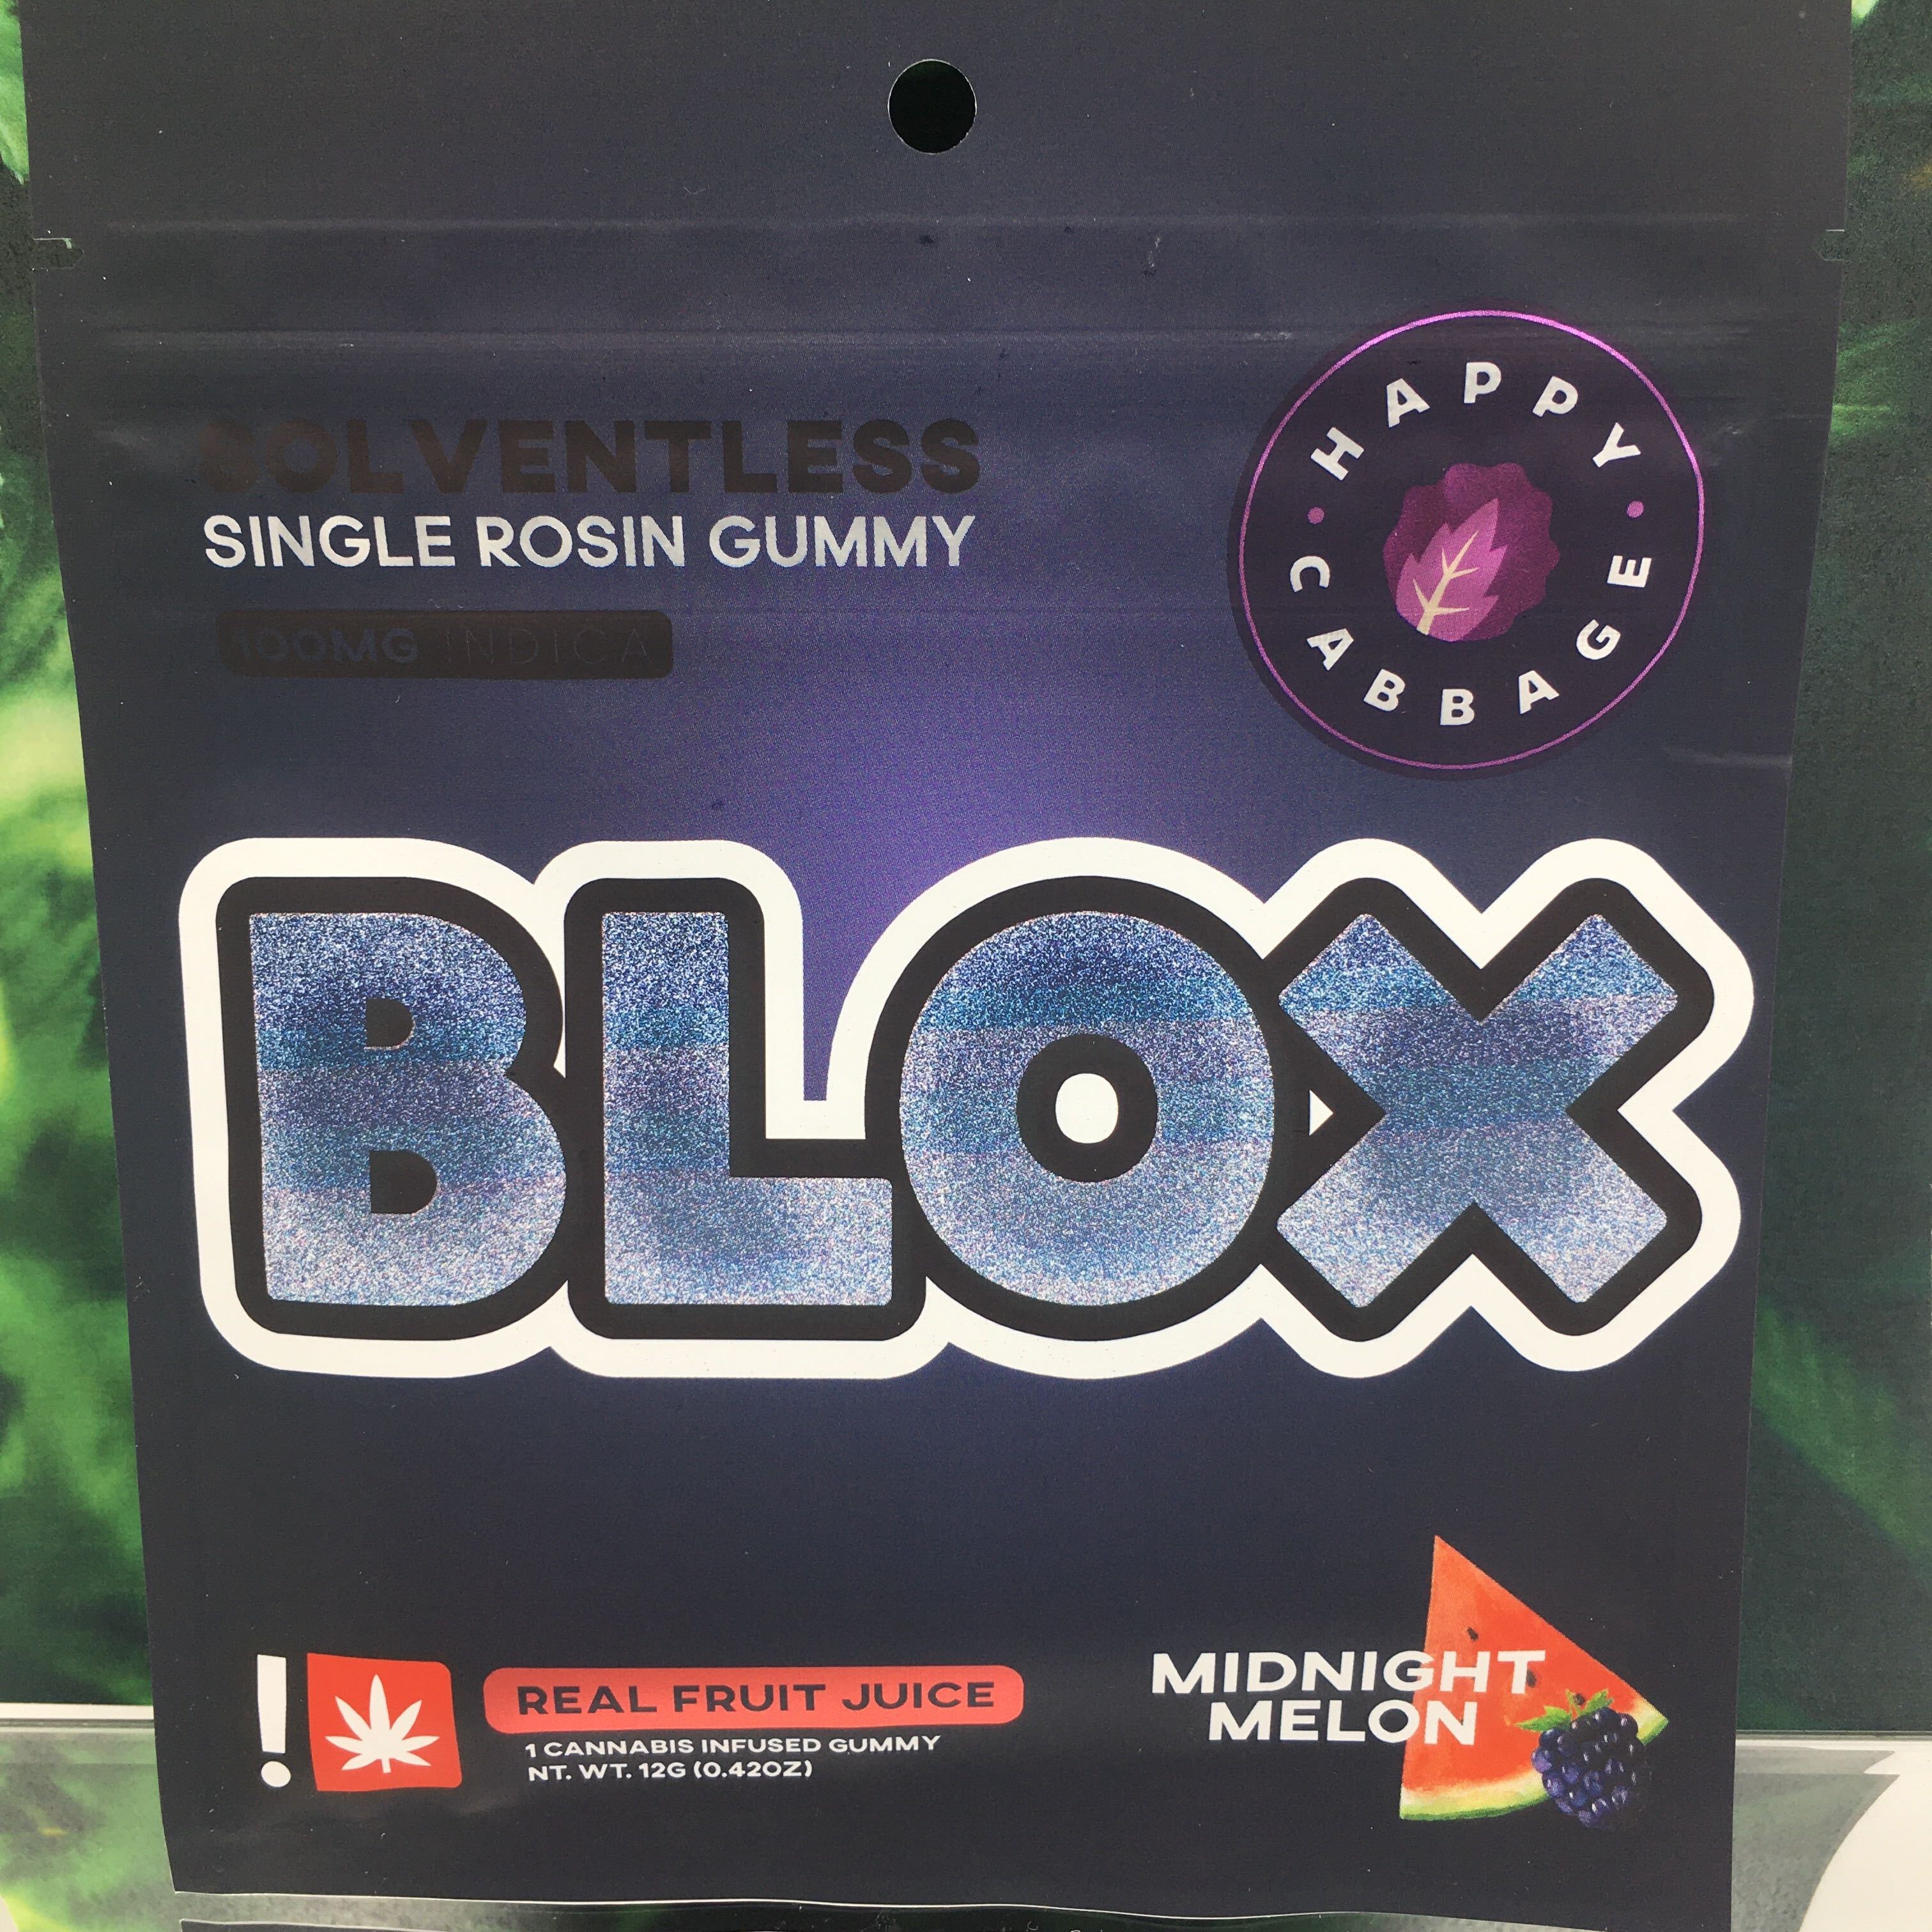 SOLVENTLESS
SINGLE ROSIN GUMMY
100MG INDICA
HAPPY
CABBAGE
BLOX
!
REAL FRUIT JUICE
1 CANNABIS INFUSED GUMMY
NT. WT. 12G (0.42OZ)
MIDNIGHT
MELON